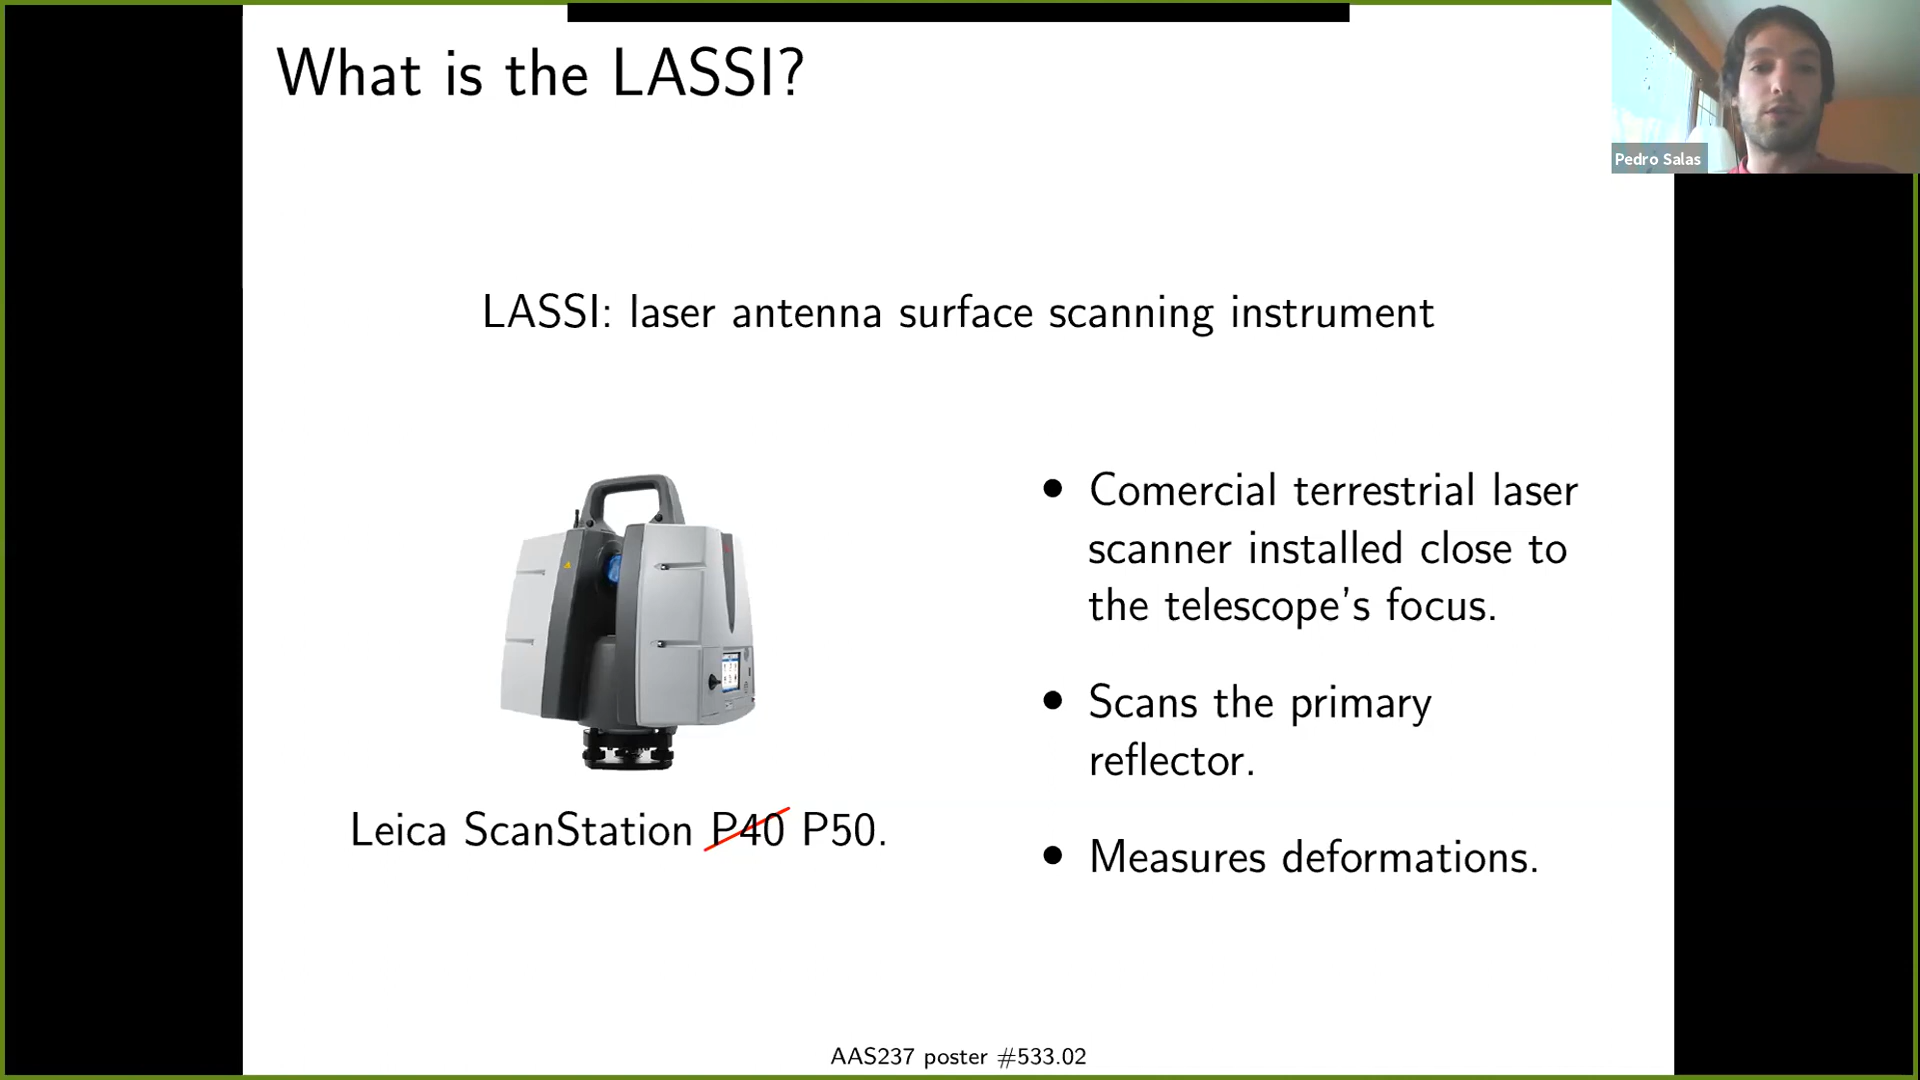 What is the LASSI?
Pedro Salas
LASSI: laser antenna surface scanning instrument
• Comercial terrestrial laser
scanner installed close to
the telescope's focus.
• Scans the primary
reflector.
• Measures deformations.
Leica ScanStation P40 P50.
AAS237 poster #533.02